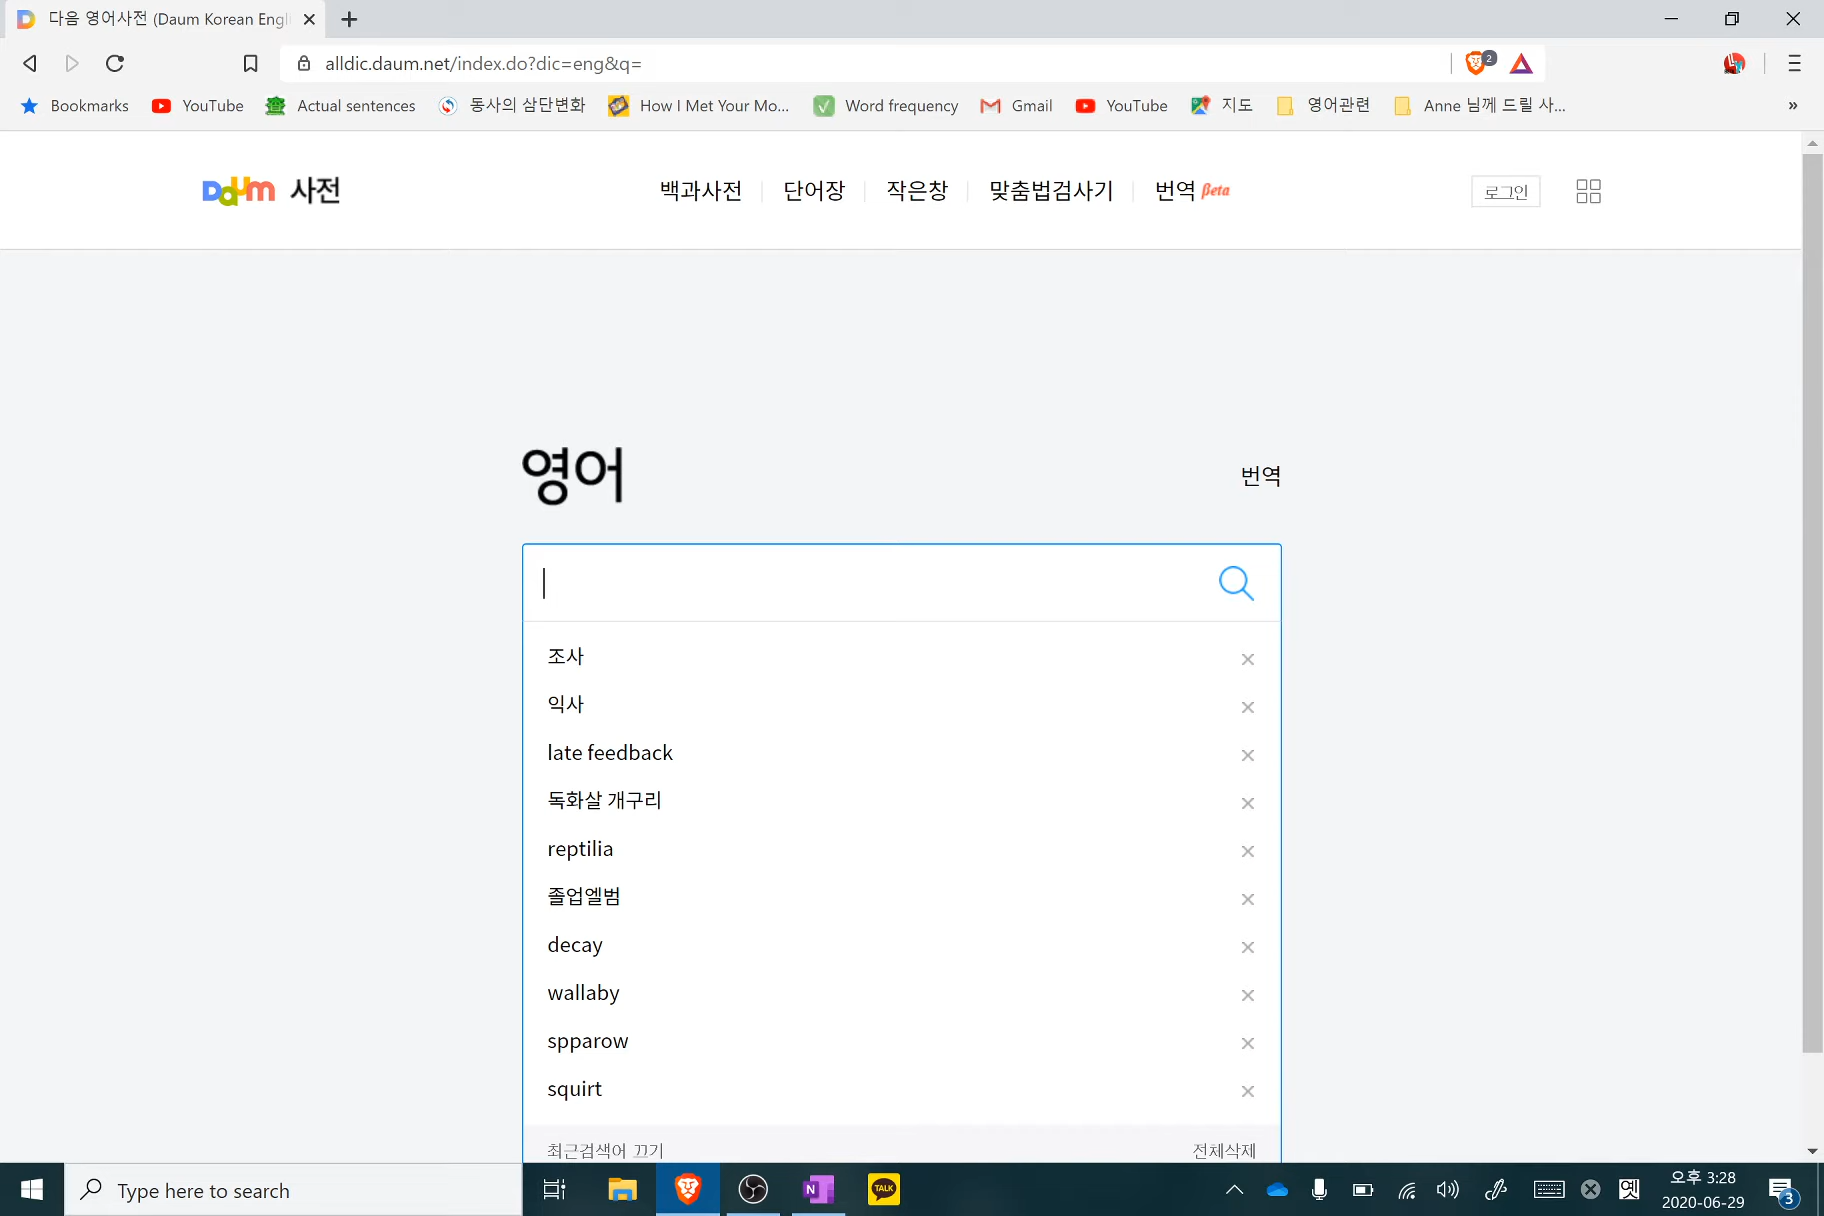 다음 영어사전 (Daum Korean Engl
alldic.daum.net/index.do?dic=eng&q=
2
Bookmarks YouTube Actual sentences 동사의 삼단변화 How I Met Your Mo... Word frequency Gmail YouTube 지도 영어관련 Anne 님께 드릴 사... »
Daum 사전 백과사전 단어장 작은창 맞춤법검사기 번역 Beta 로그인
영어 번역
조사
익사
late feedback
독화살 개구리
reptilia
졸업엘범
decay
wallaby
spparow
squirt
최근검색어 끄기 전체삭제
Type here to search N TALK 옛 오후 3:28
2020-06-29 3